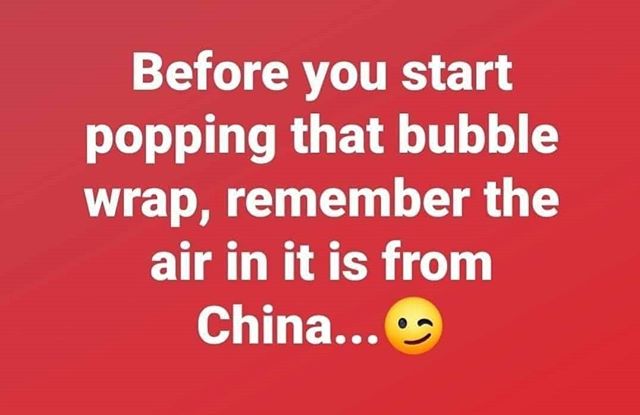 Before you start
popping that bubble
wrap, remember the
air in it is from
China...😉